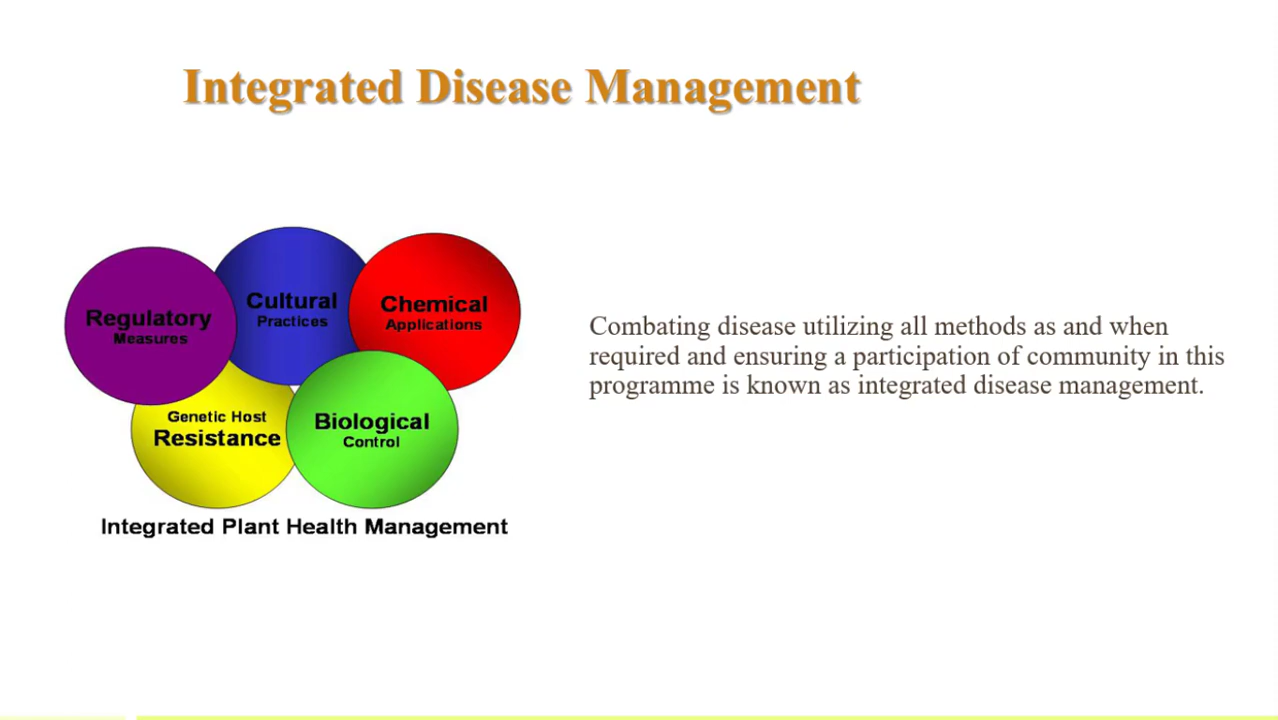 Integrated Disease Management
Regulatory
Measures
Cultural
Practices
Chemical
Applications
Genetic Host
Resistance
Biological
Control
Integrated Plant Health Management
Combating disease utilizing all methods as and when
required and ensuring a participation of community in this
programme is known as integrated disease management.